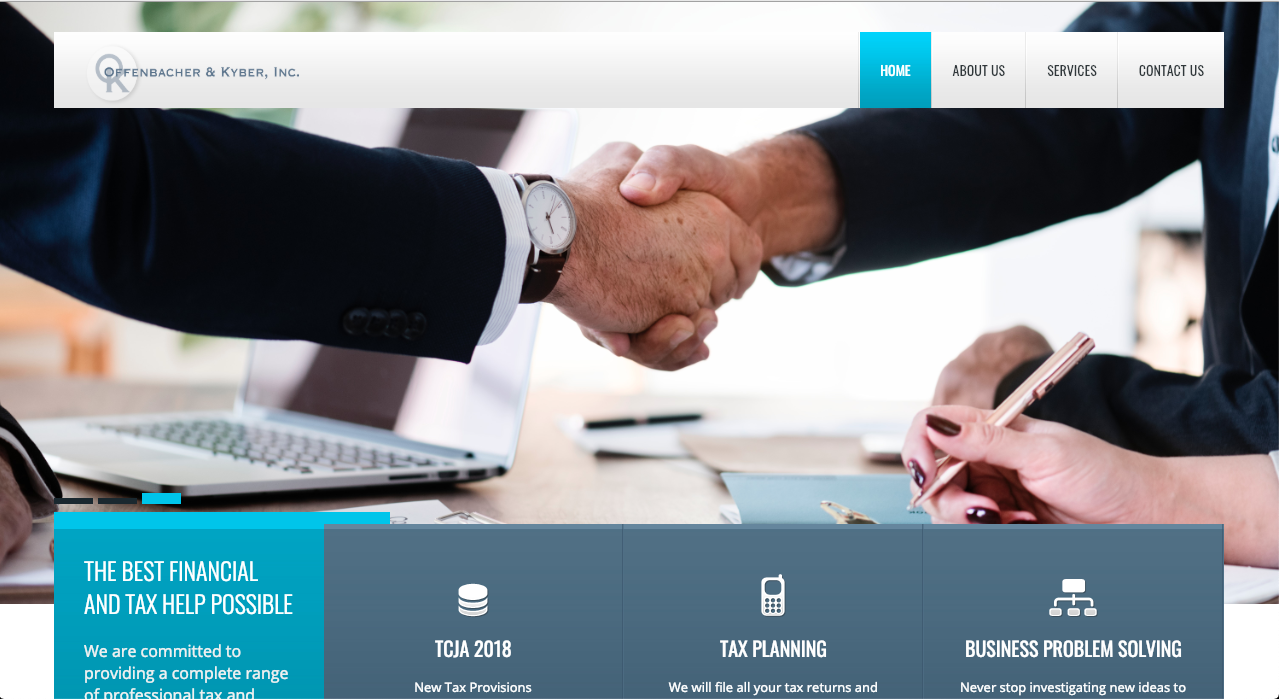 OFFENBACHER & KYBER, INC.
HOME
ABOUT US
SERVICES
CONTACT US
THE BEST FINANCIAL
AND TAX HELP POSSIBLE
We are committed to
providing a complete range
of professional tax and
TCJA 2018
New Tax Provisions
TAX PLANNING
We will file all your tax returns and
BUSINESS PROBLEM SOLVING
Never stop investigating new ideas to